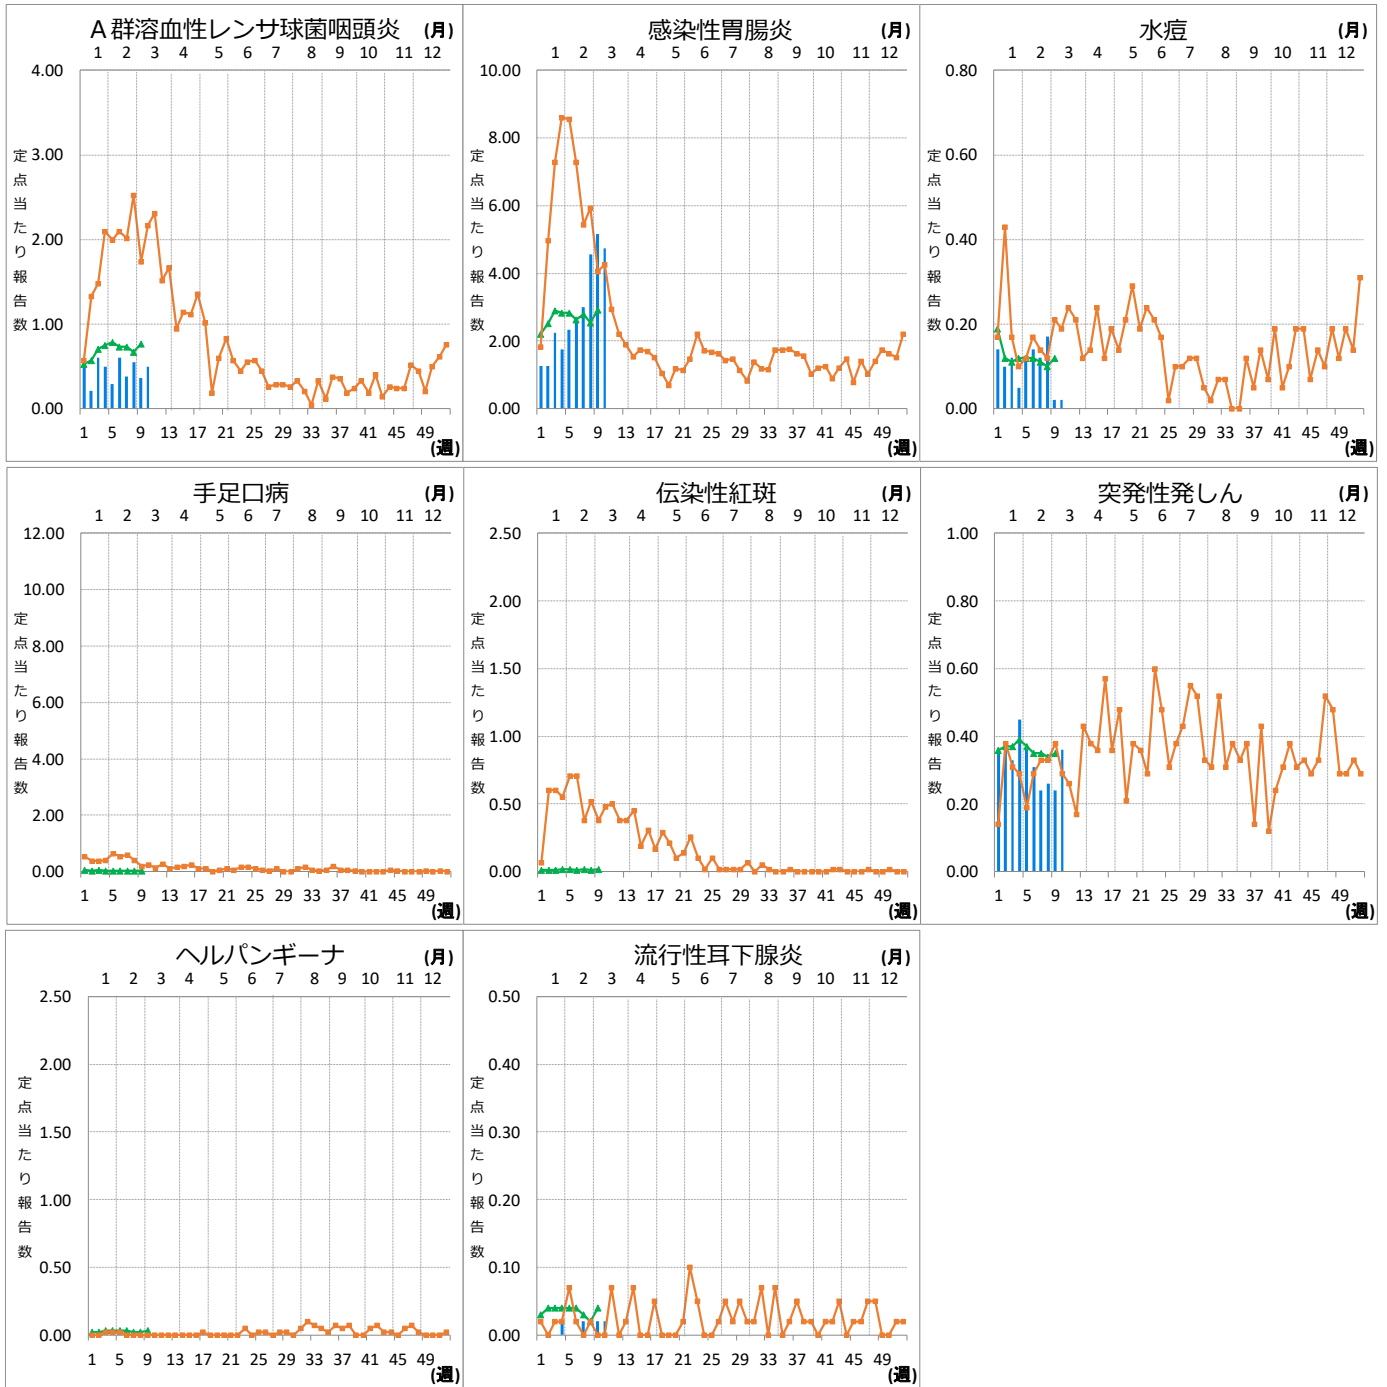 A群溶血性レンサ球菌咽頭炎 (月)
1 2 3 4 5 6 7 8 9 10 11 12
4.00
3.00
2.00
1.00
0.00
定点当たり報告数
1 5 9 13 17 21 25 29 33 37 41 45 49
(週)
感染性胃腸炎 (月)
1 2 3 4 5 6 7 8 9 10 11 12
10.00
8.00
6.00
4.00
2.00
0.00
定点当たり報告数
1 5 9 13 17 21 25 29 33 37 41 45 49
(週)
水痘 (月)
1 2 3 4 5 6 7 8 9 10 11 12
0.80
0.60
0.40
0.20
0.00
定点当たり報告数
1 5 9 13 17 21 25 29 33 37 41 45 49
(週)
手足口病 (月)
1 2 3 4 5 6 7 8 9 10 11 12
12.00
10.00
8.00
6.00
4.00
2.00
0.00
定点当たり報告数
1 5 9 13 17 21 25 29 33 37 41 45 49
(週)
伝染性紅斑 (月)
1 2 3 4 5 6 7 8 9 10 11 12
2.50
2.00
1.50
1.00
0.50
0.00
定点当たり報告数
1 5 9 13 17 21 25 29 33 37 41 45 49
(週)
突発性発しん (月)
1 2 3 4 5 6 7 8 9 10 11 12
1.00
0.80
0.60
0.40
0.20
0.00
定点当たり報告数
1 5 9 13 17 21 25 29 33 37 41 45 49
(週)
ヘルパンギーナ (月)
1 2 3 4 5 6 7 8 9 10 11 12
2.50
2.00
1.50
1.00
0.50
0.00
定点当たり報告数
1 5 9 13 17 21 25 29 33 37 41 45 49
(週)
流行性耳下腺炎 (月)
1 2 3 4 5 6 7 8 9 10 11 12
0.50
0.40
0.30
0.20
0.10
0.00
定点当たり報告数
1 5 9 13 17 21 25 29 33 37 41 45 49
(週)